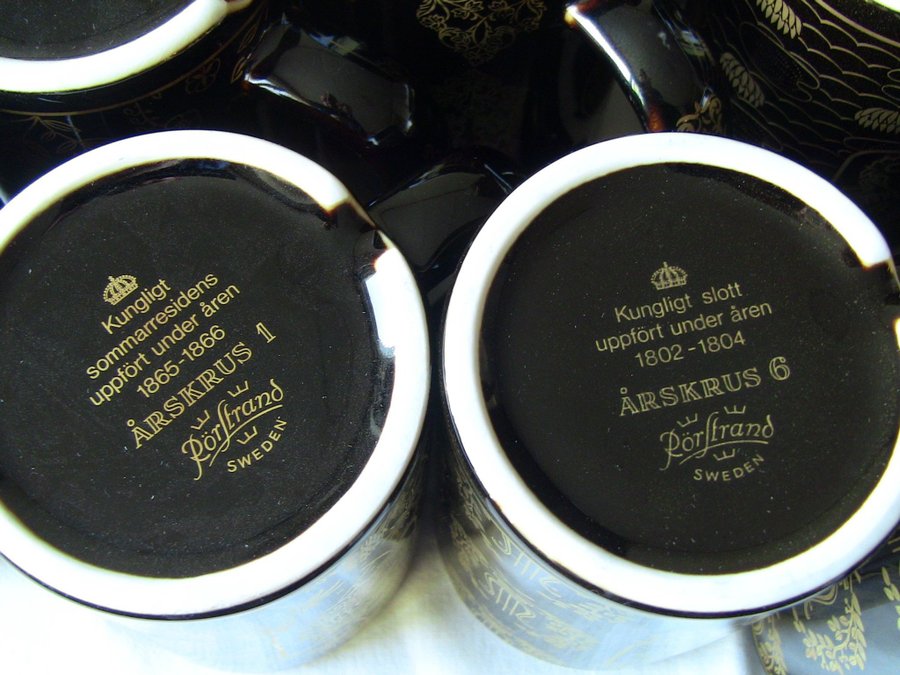 Kungligt
sommarresidens
uppfört under åren
1865-1866
ÅRSKRUS 1
Rörstrand
SWEDEN
Kungligt slott
uppfört under åren
1802-1804
ÅRSKRUS 6
Rörstrand
SWEDEN